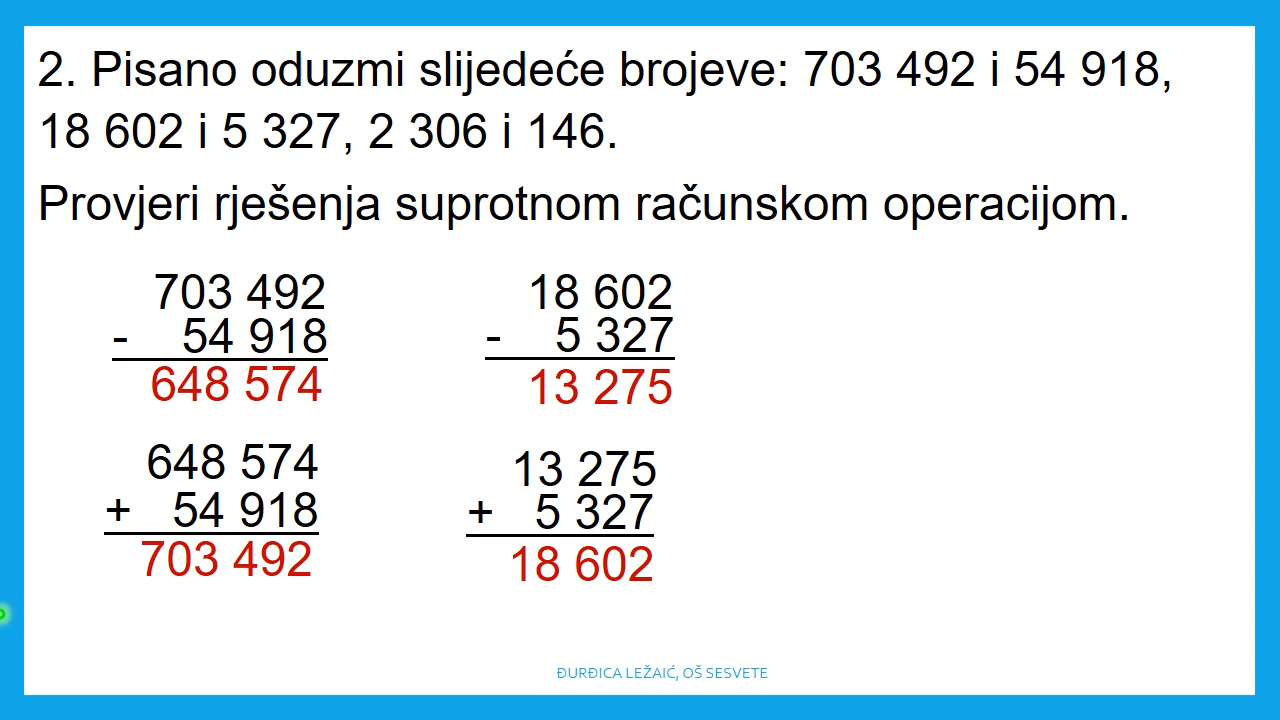 2. Pisano oduzmi slijedeće brojeve: 703 492 i 54 918,
18 602 i 5 327, 2 306 i 146.
Provjeri rješenja suprotnom računskom operacijom.
703 492
- 54 918
648 574
648 574
+ 54 918
703 492
18 602
- 5 327
13 275
13 275
+ 5 327
18 602
ĐURĐICA LEŽAIĆ, OŠ SESVETE